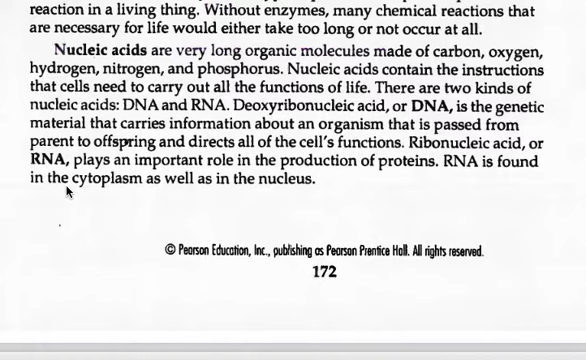 reaction in a living thing. Without enzymes, many chemical reactions that
are necessary for life would either take too long or not occur at all.
Nucleic acids are very long organic molecules made of carbon, oxygen,
hydrogen, nitrogen, and phosphorus. Nucleic acids contain the instructions
that cells need to carry out all the functions of life. There are two kinds of
nucleic acids: DNA and RNA. Deoxyribonucleic acid, or DNA, is the genetic
material that carries information about an organism that is passed from
parent to offspring and directs all of the cell's functions. Ribonucleic acid, or
RNA, plays an important role in the production of proteins. RNA is found
in the cytoplasm as well as in the nucleus.
© Pearson Education, Inc., publishing as Pearson Prentice Hall. All rights reserved.
172